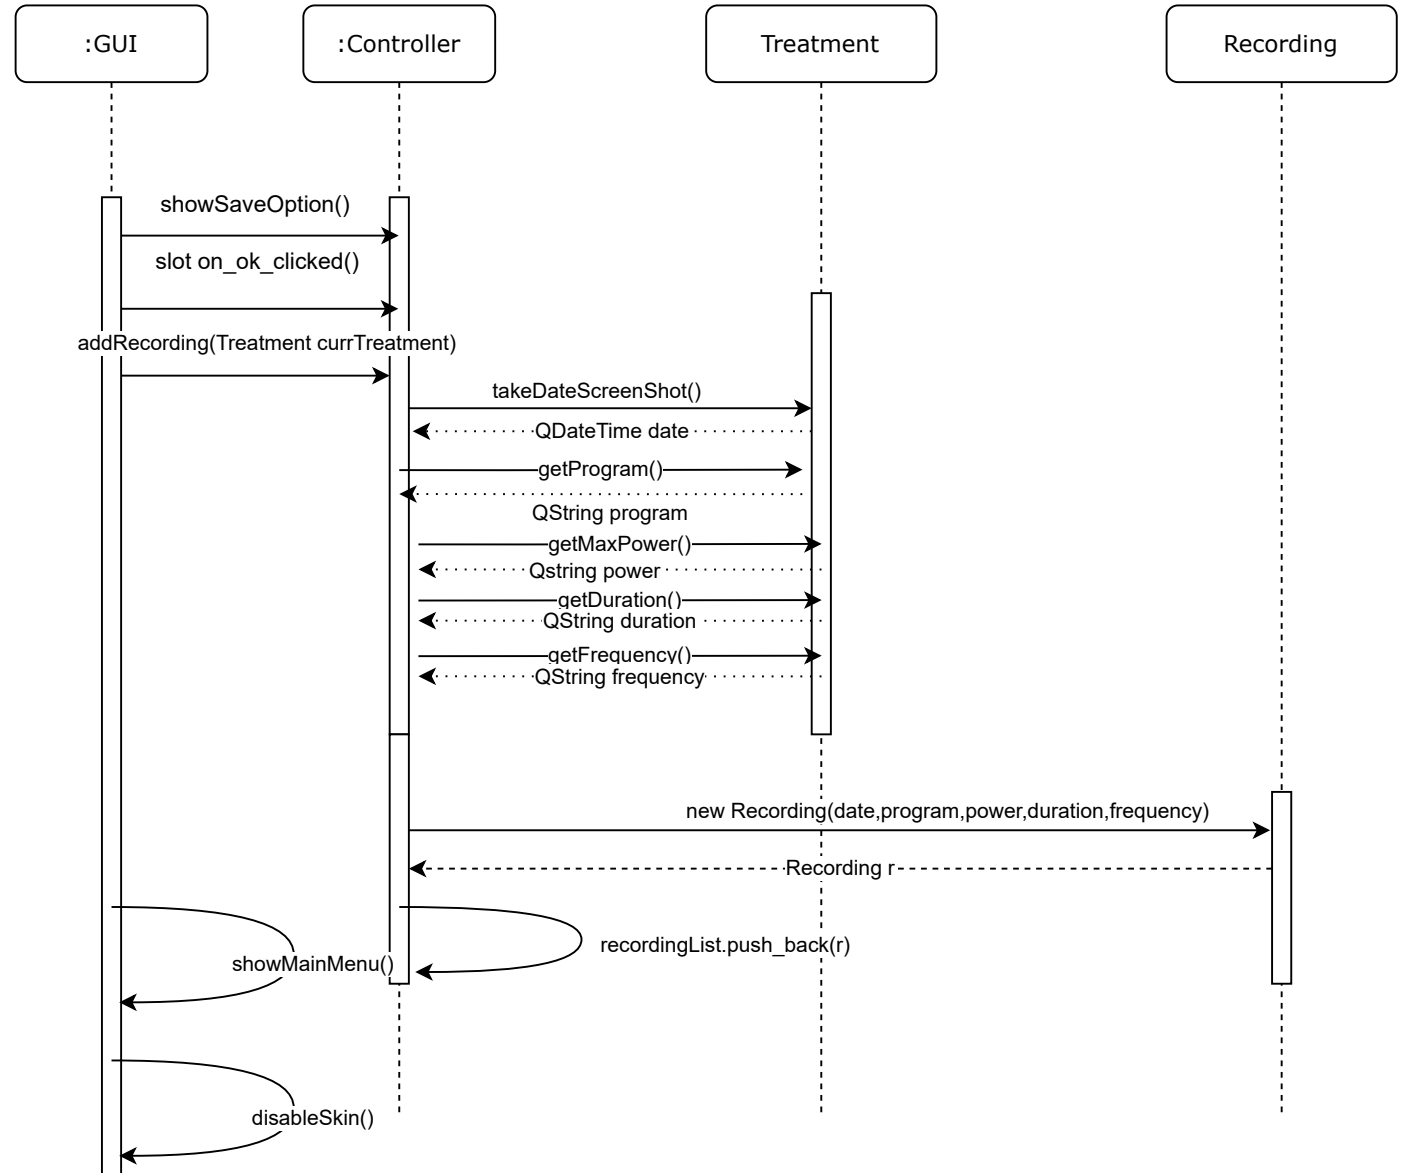 :GUI
:Controller
Treatment
Recording
showSaveOption()
slot on_ok_clicked()
addRecording(Treatment currTreatment)
takeDateScreenShot()
QDateTime date
getProgram()
QString program
getMaxPower()
Qstring power
getDuration()
QString duration
getFrequency()
QString frequency
new Recording(date,program,power,duration,frequency)
Recording r
recordingList.push_back(r)
showMainMenu()
disableSkin()